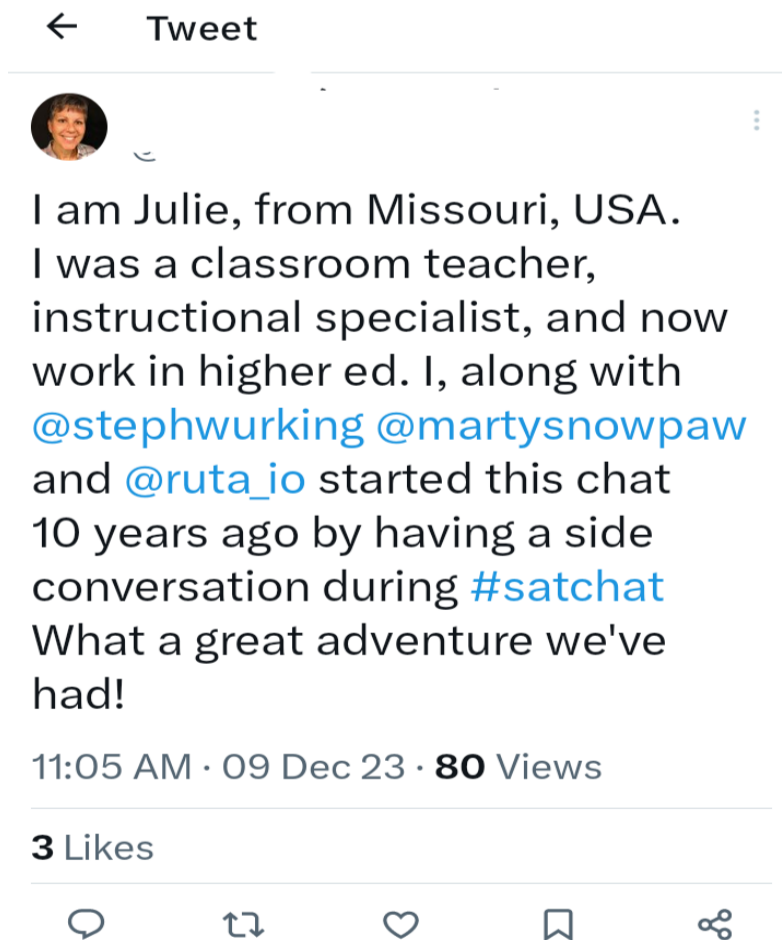 Tweet
I am Julie, from Missouri, USA.
I was a classroom teacher,
instructional specialist, and now
work in higher ed. I, along with
@stephwurking @martysnowpaw
and @ruta_io started this chat
10 years ago by having a side
conversation during #satchat
What a great adventure we've
had!
11:05 AM · 09 Dec 23 · 80 Views
3 Likes